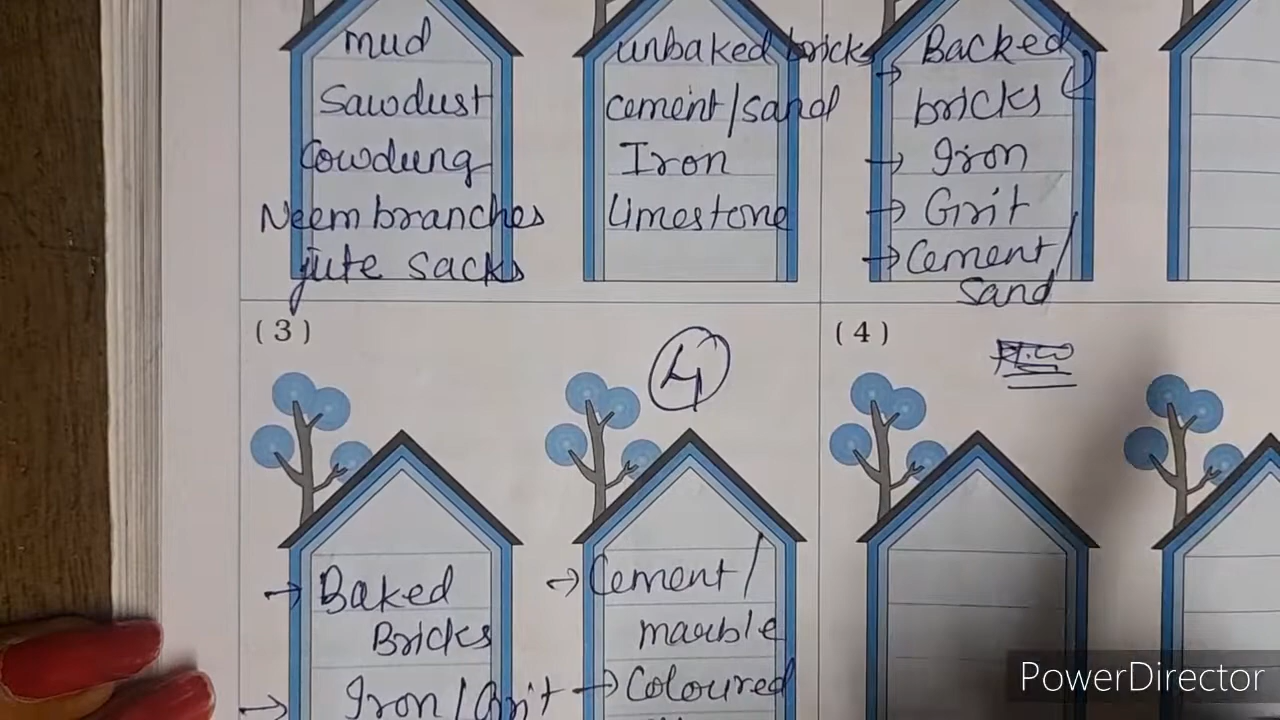 mud
Sawdust
Cowdung
Neem branches
jute sacks
unbaked bricks
cement/sand
Iron
Limestone
→ Backed
bricks
→ Iron
→ Grit
→ Cement/
Sand
(3)
4
(4)
→ Baked
Bricks
→ Iron/Grit
→ Cement/
marble
→ Coloured
PowerDirector